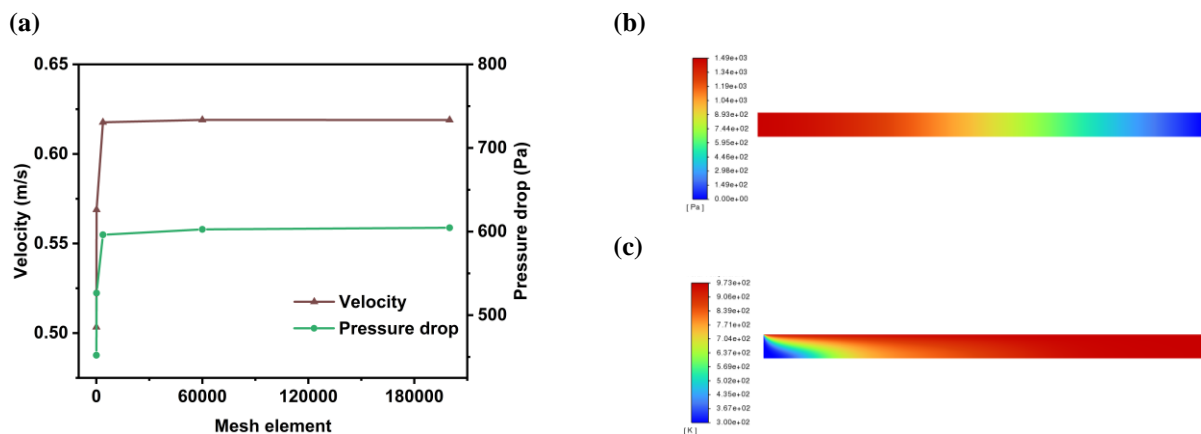 (a)
0.65
0.60
0.55
0.50
Velocity (m/s)
800
700
600
500
Pressure drop (Pa)
Velocity
Pressure drop
0 60000 120000 180000
Mesh element
(b)
1.49e+03
1.34e+03
1.19e+03
1.04e+03
8.93e+02
7.44e+02
5.95e+02
4.46e+02
2.98e+02
1.49e+02
0.00e+00
[ Pa ]
(c)
9.73e+02
9.06e+02
8.39e+02
7.71e+02
7.04e+02
6.37e+02
5.69e+02
5.02e+02
4.35e+02
3.67e+02
3.00e+02
[ K ]